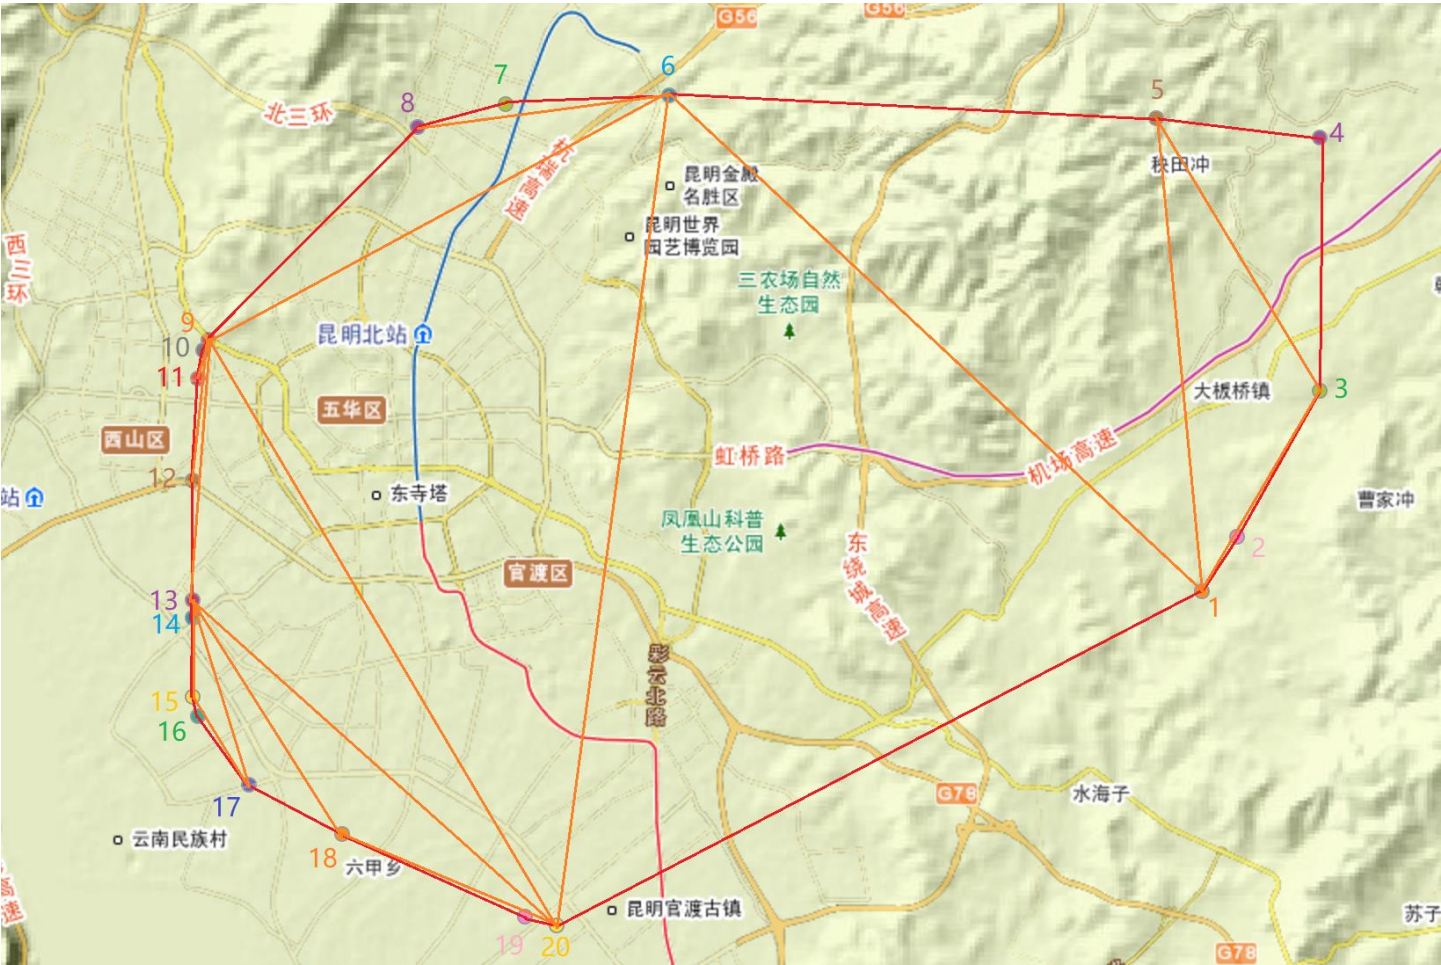 G56
G56
6
7
5
8
北三环
4
杭瑞高速
秧田冲
昆明金殿
名胜区
昆明世界
园艺博览园
西三环
三农场自然
生态园
9
昆明北站
10
11
大板桥镇
3
五华区
西山区
虹桥路
机场高速
12
站
东寺塔
曹家冲
凤凰山科普
生态公园
2
东绕城高速
官渡区
13
1
14
彩云北路
15
16
17
G78
水海子
云南民族村
18
六甲乡
高速
昆明官渡古镇
苏子
19
20
G78